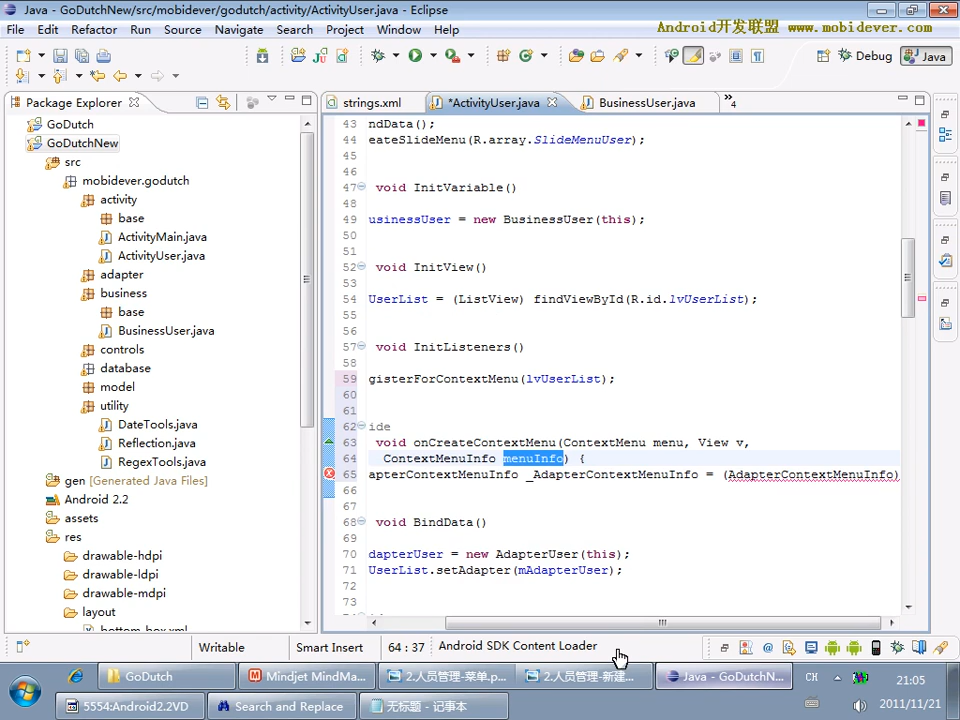 Java - GoDutchNew/src/mobidever/godutch/activity/ActivityUser.java - Eclipse
File Edit Refactor Run Source Navigate Search Project Window Help
Android开发联盟 www.mobidever.com
Debug Java
Package Explorer
strings.xml *ActivityUser.java BusinessUser.java »4
GoDutch
GoDutchNew
src
mobidever.godutch
activity
base
ActivityMain.java
ActivityUser.java
adapter
business
base
BusinessUser.java
controls
database
model
utility
DateTools.java
Reflection.java
RegexTools.java
gen [Generated Java Files]
Android 2.2
assets
res
drawable-hdpi
drawable-ldpi
drawable-mdpi
layout
43 ndData();
44 eateSlideMenu(R.array.SlideMenuUser);
45
46
47 void InitVariable()
48
49 usinessUser = new BusinessUser(this);
50
51
52 void InitView()
53
54 UserList = (ListView) findViewById(R.id.lvUserList);
55
56
57 void InitListeners()
58
59 gisterForContextMenu(lvUserList);
60
61
62 ide
63 void onCreateContextMenu(ContextMenu menu, View v,
64 ContextMenuInfo menuInfo) {
65 apterContextMenuInfo _AdapterContextMenuInfo = (AdapterContextMenuInfo)
66
67
68 void BindData()
69
70 dapterUser = new AdapterUser(this);
71 UserList.setAdapter(mAdapterUser);
72
73
Writable Smart Insert 64 : 37 Android SDK Content Loader
GoDutch Mindjet MindMa... 2.人员管理-菜单.p... 2.人员管理-新建... Java - GoDutchN... CH 21:05
5554:Android2.2VD Search and Replace 无标题 - 记事本 2011/11/21